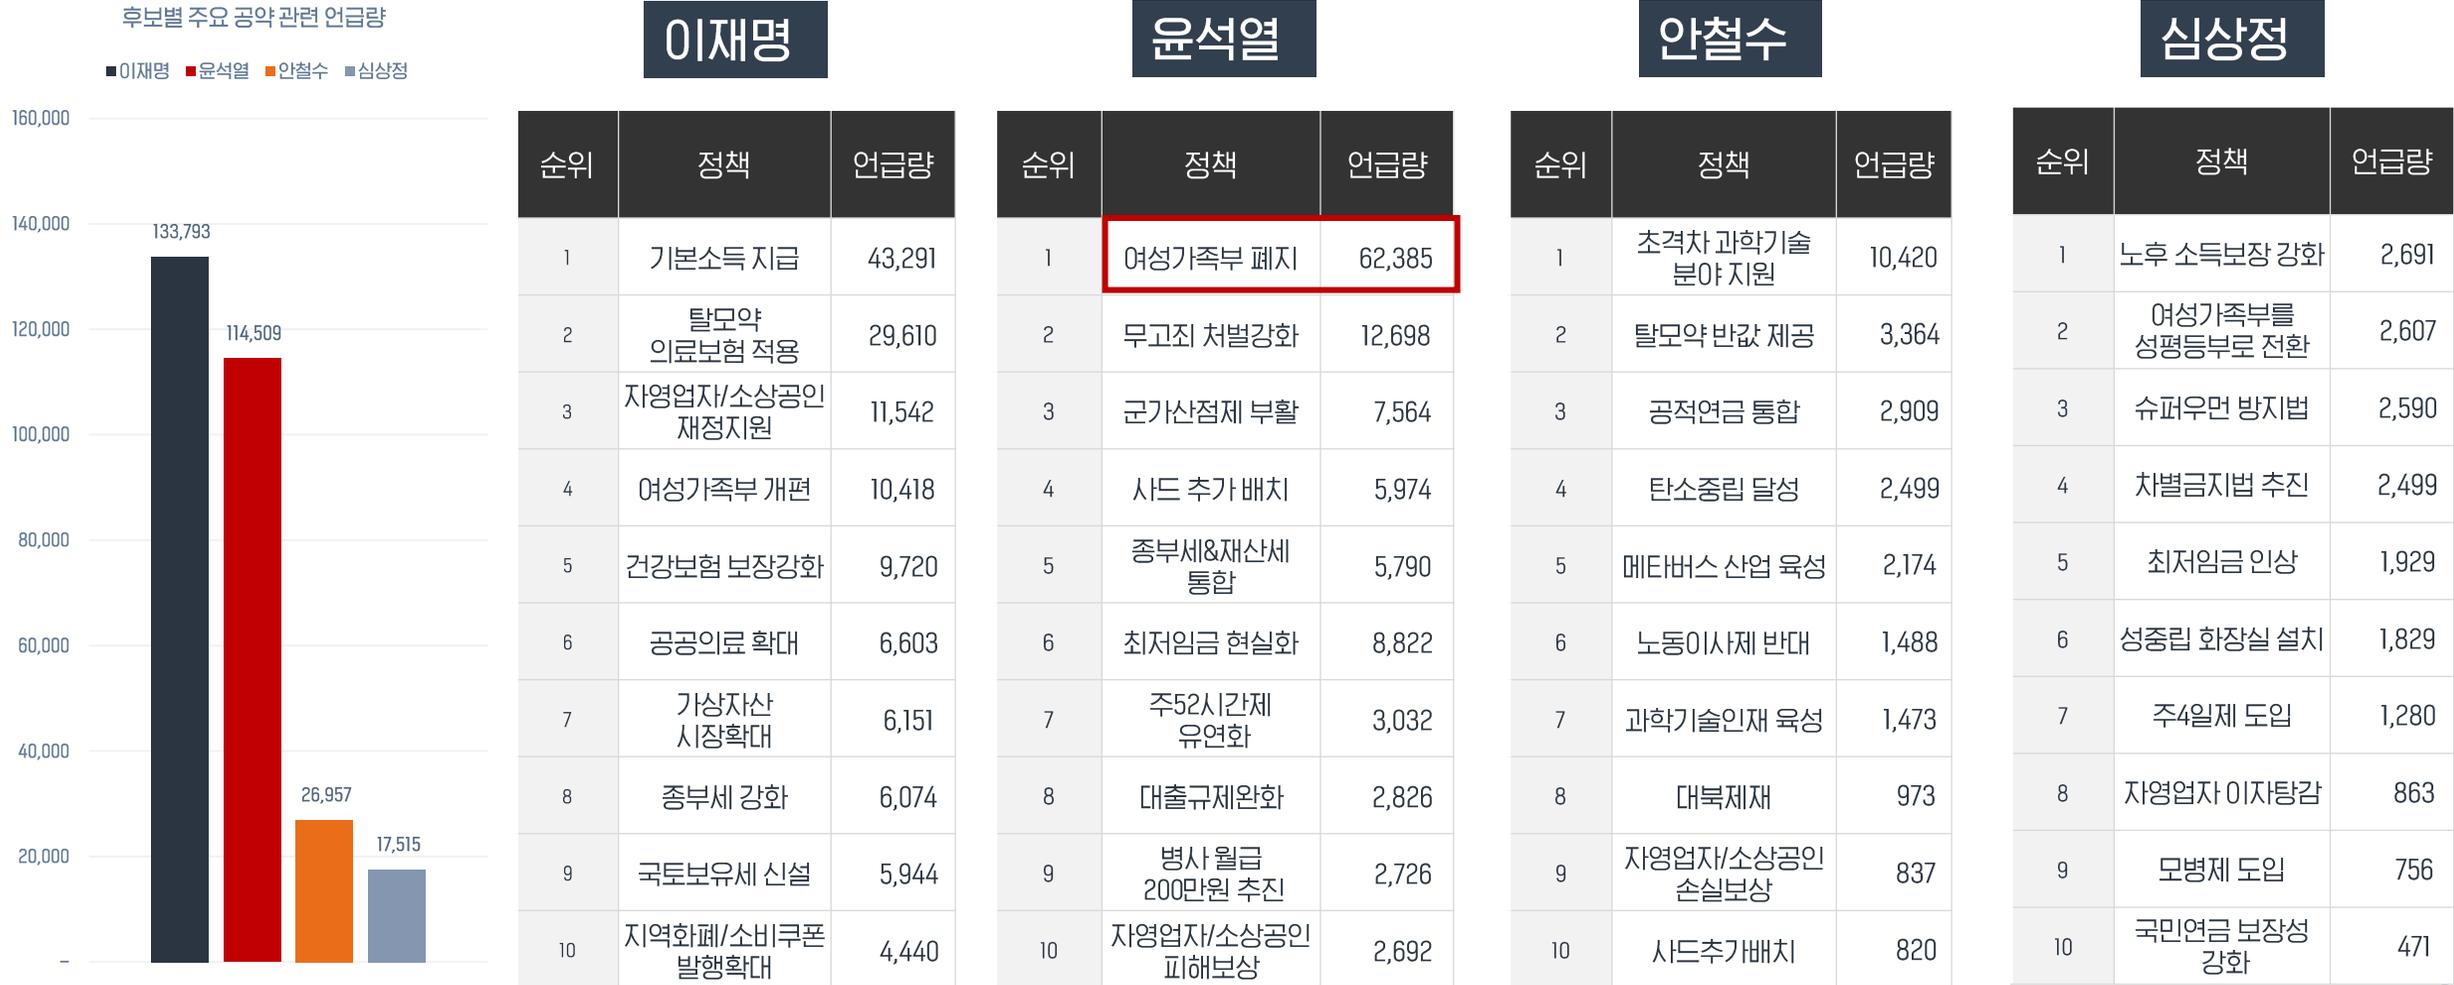 후보별 주요 공약 관련 언급량
이재명 윤석열 안철수 심상정
160,000
140,000
120,000
100,000
80,000
60,000
40,000
20,000
-
133,793
114,509
26,957
17,515
이재명
순위 정책 언급량
1 기본소득 지급 43,291
2 탈모약
의료보험 적용 29,610
3 자영업자/소상공인
재정지원 11,542
4 여성가족부 개편 10,418
5 건강보험 보장강화 9,720
6 공공의료 확대 6,603
7 가상자산
시장확대 6,151
8 종부세 강화 6,074
9 국토보유세 신설 5,944
10 지역화폐/소비쿠폰
발행확대 4,440
윤석열
순위 정책 언급량
1 여성가족부 폐지 62,385
2 무고죄 처벌강화 12,698
3 군가산점제 부활 7,564
4 사드 추가 배치 5,974
5 종부세&재산세
통합 5,790
6 최저임금 현실화 8,822
7 주52시간제
유연화 3,032
8 대출규제완화 2,826
9 병사 월급
200만원 추진 2,726
10 자영업자/소상공인
피해보상 2,692
안철수
순위 정책 언급량
1 초격차 과학기술
분야 지원 10,420
2 탈모약 반값 제공 3,364
3 공적연금 통합 2,909
4 탄소중립 달성 2,499
5 메타버스 산업 육성 2,174
6 노동이사제 반대 1,488
7 과학기술인재 육성 1,473
8 대북제재 973
9 자영업자/소상공인
손실보상 837
10 사드추가배치 820
심상정
순위 정책 언급량
1 노후 소득보장 강화 2,691
2 여성가족부를
성평등부로 전환 2,607
3 슈퍼우먼 방지법 2,590
4 차별금지법 추진 2,499
5 최저임금 인상 1,929
6 성중립 화장실 설치 1,829
7 주4일제 도입 1,280
8 자영업자 이자탕감 863
9 모병제 도입 756
10 국민연금 보장성
강화 471